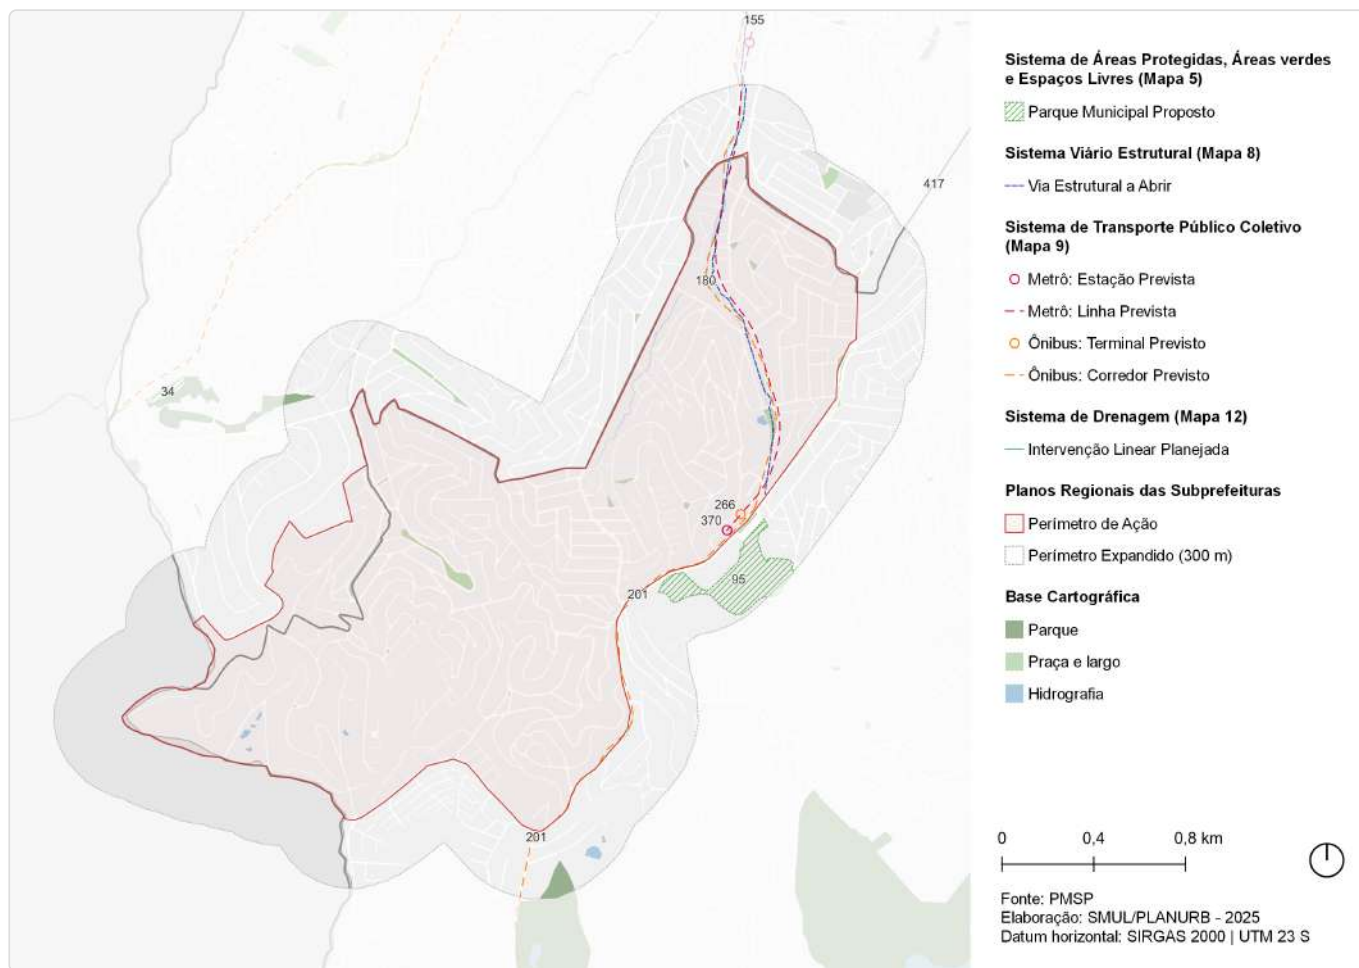 155
417
180
34
266
370
95
201
201
Sistema de Áreas Protegidas, Áreas verdes
e Espaços Livres (Mapa 5)
Parque Municipal Proposto
Sistema Viário Estrutural (Mapa 8)
Via Estrutural a Abrir
Sistema de Transporte Público Coletivo
(Mapa 9)
Metrô: Estação Prevista
Metrô: Linha Prevista
Ônibus: Terminal Previsto
Ônibus: Corredor Previsto
Sistema de Drenagem (Mapa 12)
Intervenção Linear Planejada
Planos Regionais das Subprefeituras
Perímetro de Ação
Perímetro Expandido (300 m)
Base Cartográfica
Parque
Praça e largo
Hidrografia
0 0,4 0,8 km
Fonte: PMSP
Elaboração: SMUL/PLANURB - 2025
Datum horizontal: SIRGAS 2000 | UTM 23 S